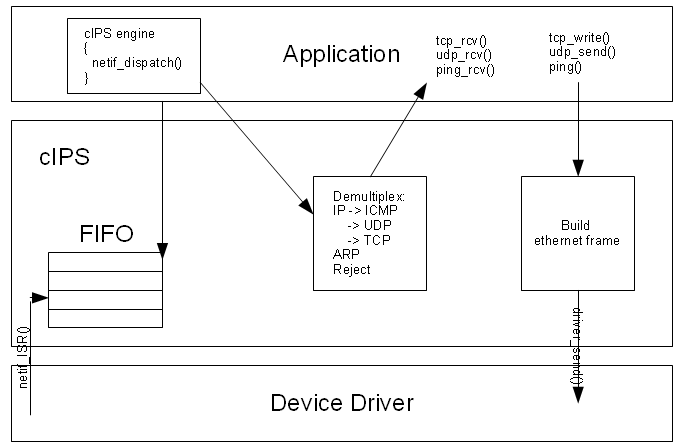 cIPS engine
{
netif_dispatch()
}
Application
tcp_rcv()
udp_rcv()
ping_rcv()
tcp_write()
udp_send()
ping()
cIPS
FIFO
Demultiplex:
IP -> ICMP
-> UDP
-> TCP
ARP
Reject
Build
ethernet frame
netif_ISR()
driver_send()
Device Driver